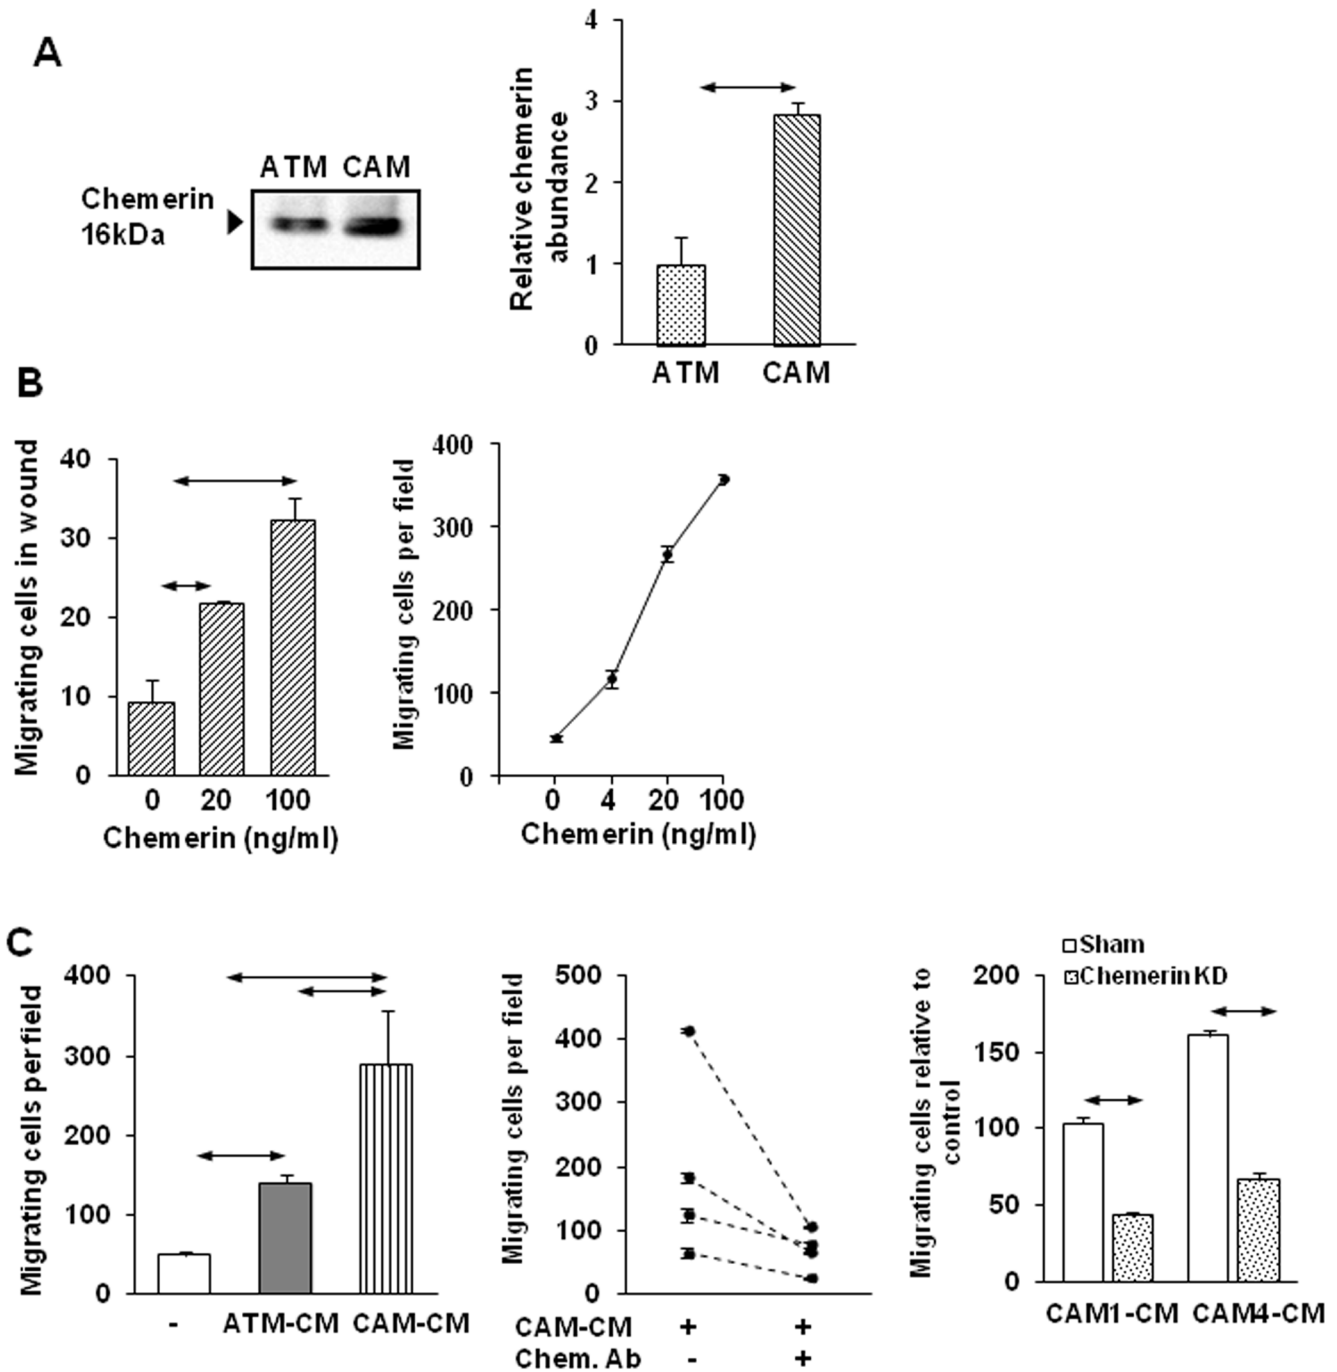 A
ATM CAM
Chemerin
16kDa
Relative chemerin
abundance
4
3
2
1
0
ATM CAM
B
Migrating cells in wound
40
30
20
10
0
0 20 100
Chemerin (ng/ml)
Migrating cells per field
400
300
200
100
0
0 4 20 100
Chemerin (ng/ml)
C
Migrating cells per field
400
300
200
100
0
- ATM-CM CAM-CM
Migrating cells per field
500
400
300
200
100
0
CAM-CM + +
Chem. Ab - +
Sham
Chemerin KD
Migrating cells relative to
control
200
150
100
50
0
CAM1-CM CAM4-CM